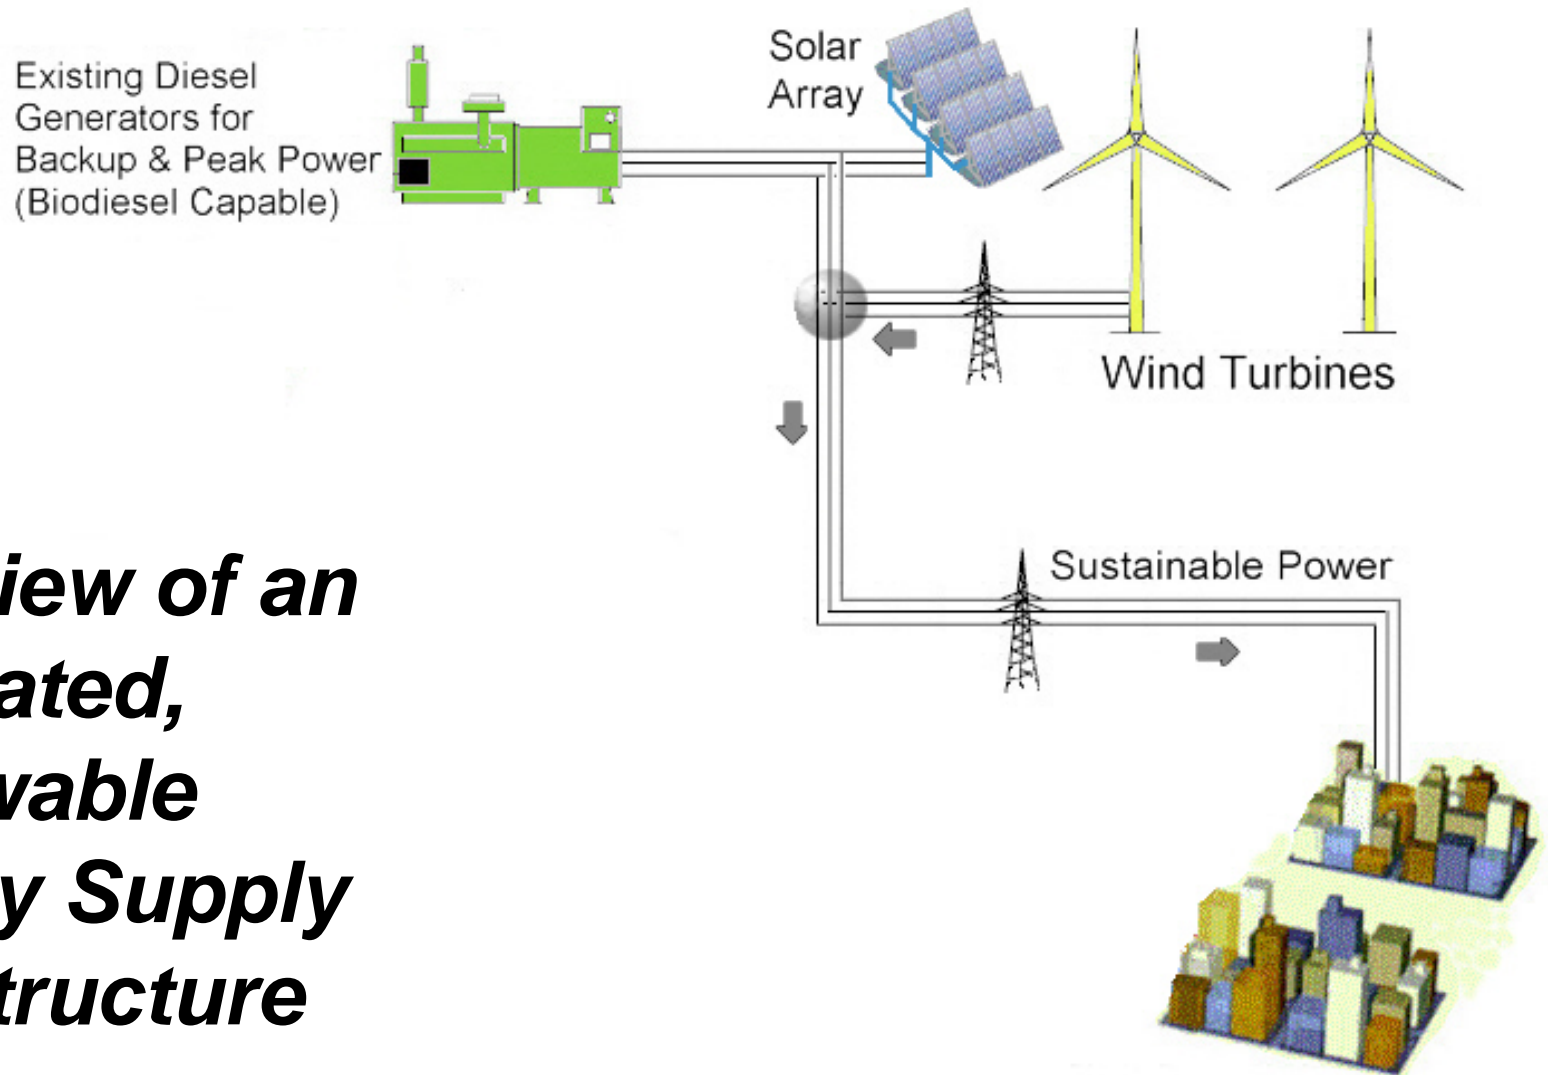 Existing Diesel
Generators for
Backup & Peak Power
(Biodiesel Capable)
Solar
Array
Wind Turbines
Sustainable Power
iew of an
ated,
wable
y Supply
tructure